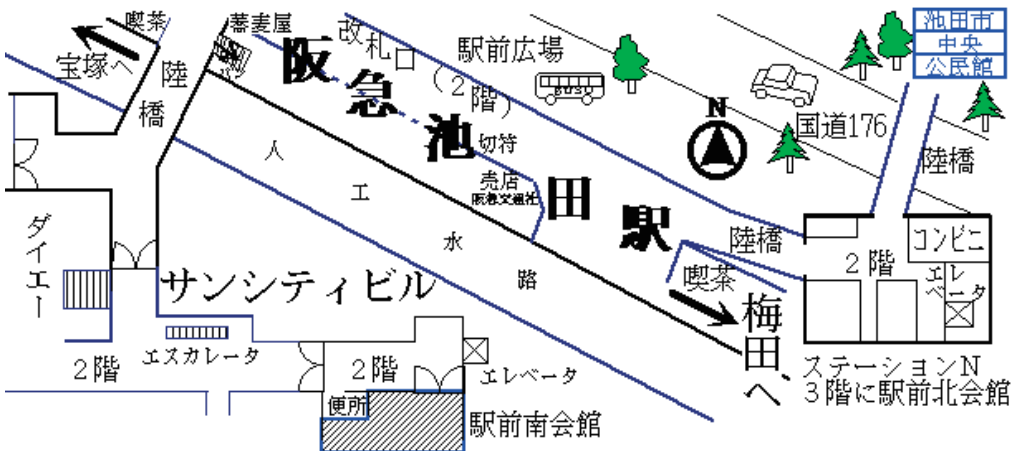 喫茶
宝塚へ
陸橋
蕎麦屋
阪急池田駅
改札口(2階)
駅前広場
BUSU
切符
売店
阪急交通社
N
国道176
池田市
中央
公民館
陸橋
人工水路
陸橋
喫茶
梅田へ
2階
コンビニ
エレベータ
ステーションN
3階に駅前北会館
ダイエー
サンシティビル
エスカレータ
2階
2階
エレベータ
便所
駅前南会館